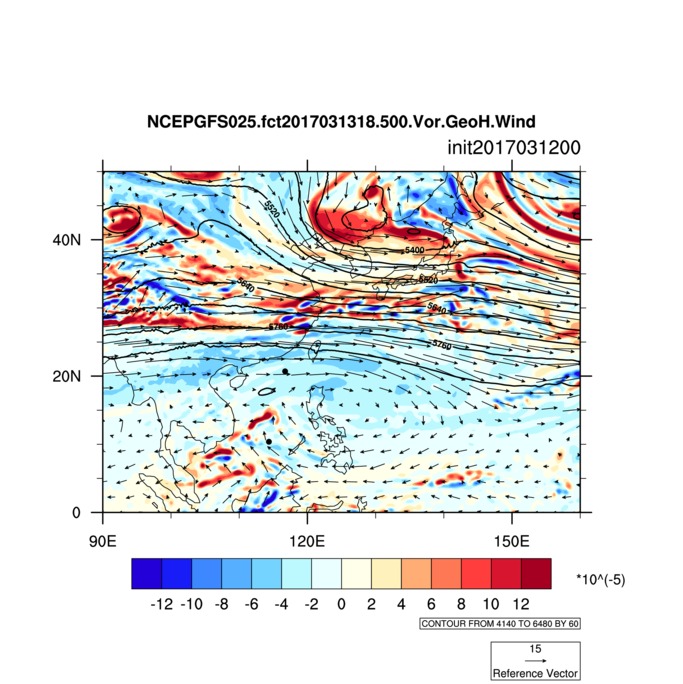 NCEPGFS025.fct2017031318.500.Vor.GeoH.Wind
init2017031200
5520
5400
5520
5640
5640
5760
5760
40N
20N
0
90E 120E 150E
-12 -10 -8 -6 -4 -2 0 2 4 6 8 10 12
*10^(-5)
CONTOUR FROM 4140 TO 6480 BY 60
15
Reference Vector